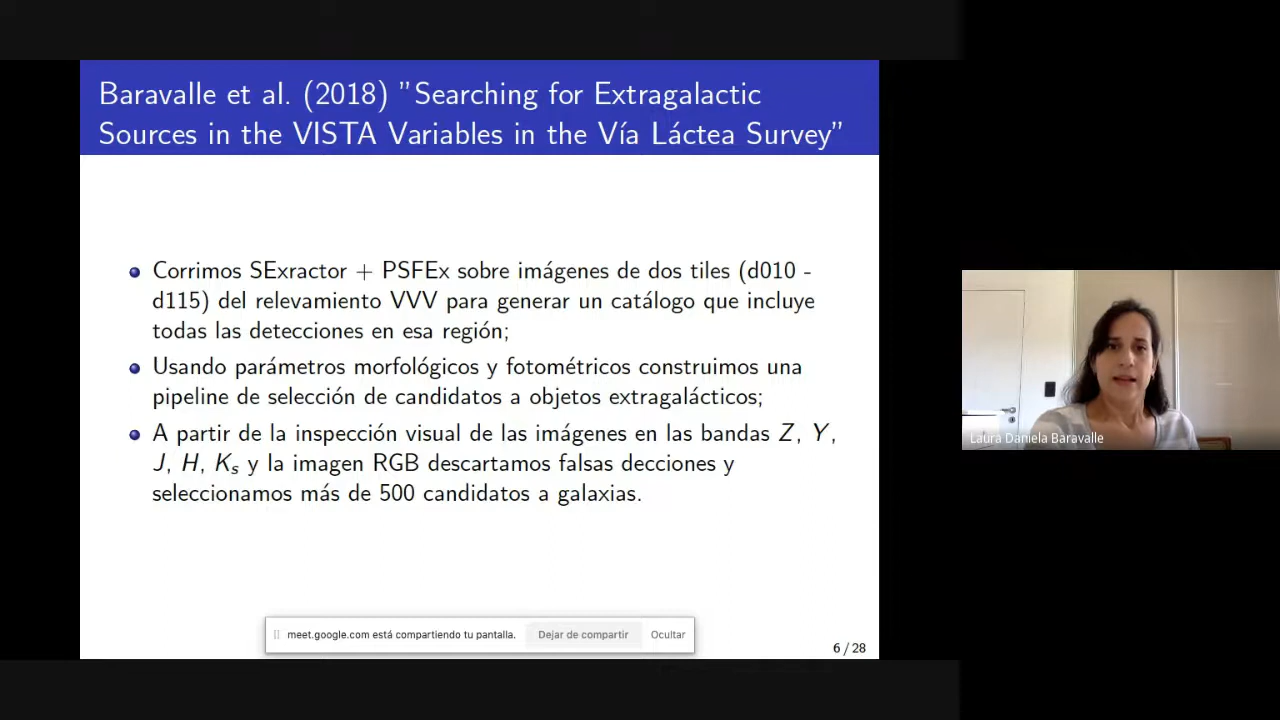 Baravalle et al. (2018) ”Searching for Extragalactic
Sources in the VISTA Variables in the Vía Láctea Survey”
Corrimos SExractor + PSFEx sobre imágenes de dos tiles (d010 -
d115) del relevamiento VVV para generar un catálogo que incluye
todas las detecciones en esa región;
Usando parámetros morfológicos y fotométricos construimos una
pipeline de selección de candidatos a objetos extragalácticos;
A partir de la inspección visual de las imágenes en las bandas Z, Y,
J, H, Ks y la imagen RGB descartamos falsas decciones y
seleccionamos más de 500 candidatos a galaxias.
meet.google.com está compartiendo tu pantalla. Dejar de compartir Ocultar
6 / 28
Laura Daniela Baravalle